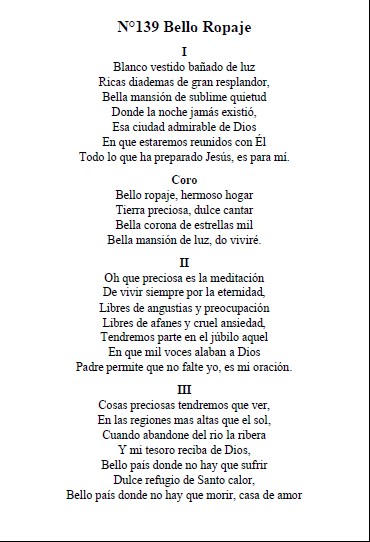 N°139 Bello Ropaje
I
Blanco vestido bañado de luz
Ricas diademas de gran resplandor,
Bella mansión de sublime quietud
Donde la noche jamás existió,
Esa ciudad admirable de Dios
En que estaremos reunidos con Él
Todo lo que ha preparado Jesús, es para mí.
Coro
Bello ropaje, hermoso hogar
Tierra preciosa, dulce cantar
Bella corona de estrellas mil
Bella mansión de luz, do viviré.
II
Oh que preciosa es la meditación
De vivir siempre por la eternidad,
Libres de angustias y preocupación
Libres de afanes y cruel ansiedad,
Tendremos parte en el júbilo aquel
En que mil voces alaban a Dios
Padre permite que no falte yo, es mi oración.
III
Cosas preciosas tendremos que ver,
En las regiones mas altas que el sol,
Cuando abandone del rio la ribera
Y mi tesoro reciba de Dios,
Bello país donde no hay que sufrir
Dulce refugio de Santo calor,
Bello país donde no hay que morir, casa de amor